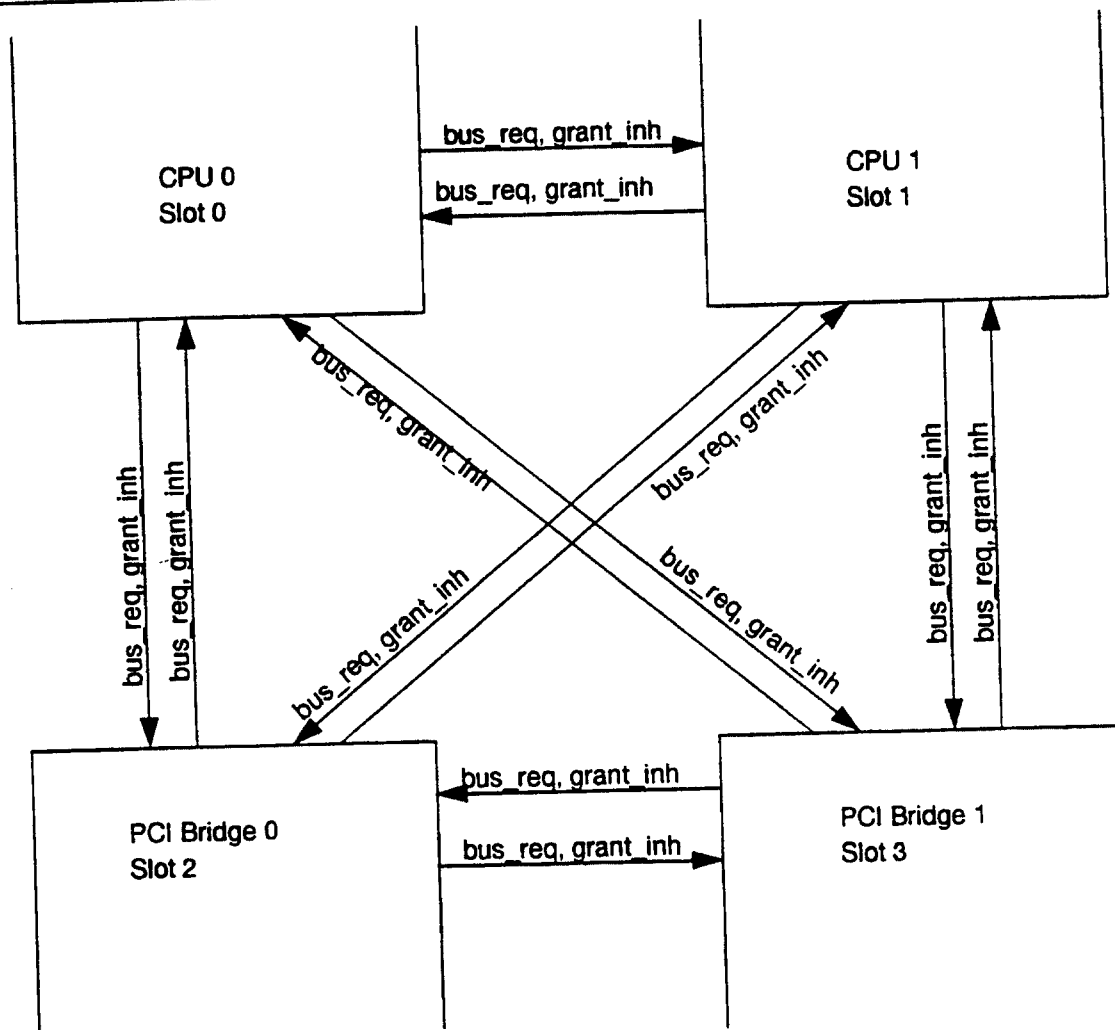 bus_req, grant_inh
CPU 0
Slot 0
CPU 1
Slot 1
bus_req, grant_inh
bus_req, grant_inh
bus_req, grant_inh
bus_req, grant_inh
bus_req, grant_inh
bus_req, grant_inh
bus_req, grant_inh
bus_req, grant_inh
bus_req, grant_inh
bus_req, grant_inh
PCI Bridge 0
Slot 2
bus_req, grant_inh
PCI Bridge 1
Slot 3
bus_req, grant_inh